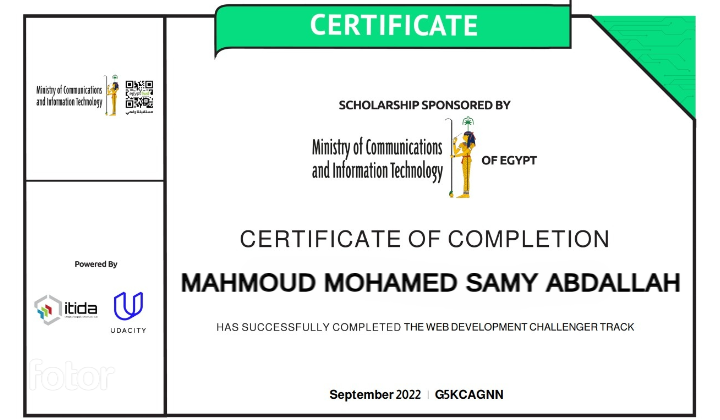 CERTIFICATE
Ministry of Communications
and Information Technology
SCHOLARSHIP SPONSORED BY
Ministry of Communications
and Information Technology
OF EGYPT
CERTIFICATE OF COMPLETION
MAHMOUD MOHAMED SAMY ABDALLAH
HAS SUCCESSFULLY COMPLETED THE WEB DEVELOPMENT CHALLENGER TRACK
Powered By
itida
UDACITY
fotor
September 2022 | G5KCAGNN